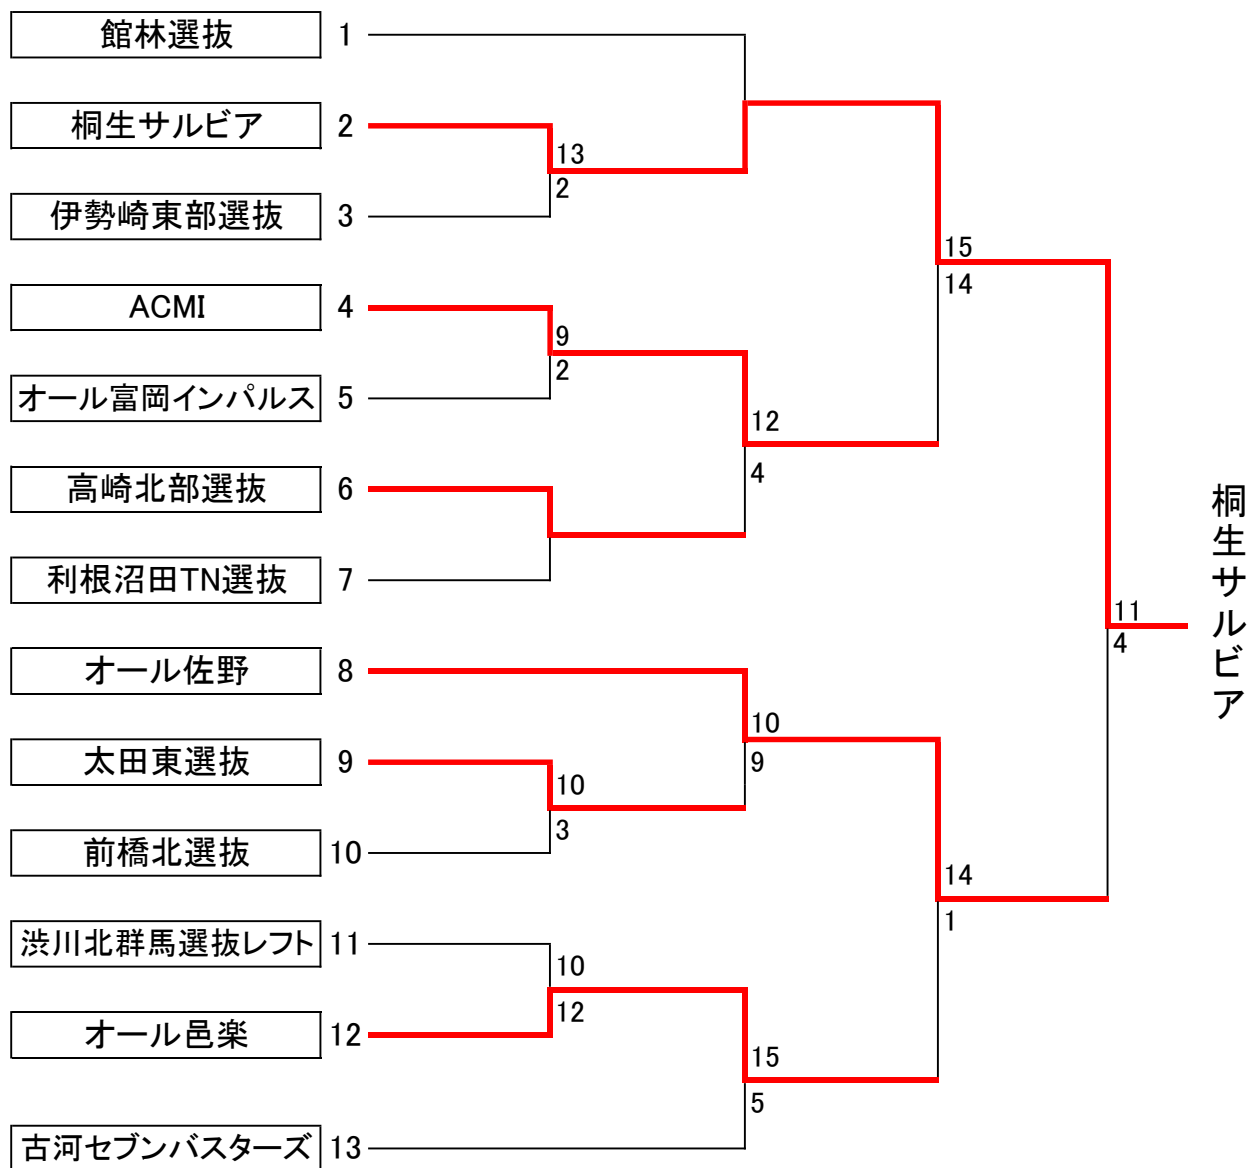 館林選抜 1
桐生サルビア 2
13
2
伊勢崎東部選抜 3
15
14
ACMI 4
9
2
オール富岡インパルス 5
12
4
高崎北部選抜 6
利根沼田TN選抜 7
桐生サルビア
11
4
オール佐野 8
10
9
太田東選抜 9
10
3
前橋北選抜 10
14
1
渋川北群馬選抜レフト 11
10
12
オール邑楽 12
15
5
古河セブンバスターズ 13